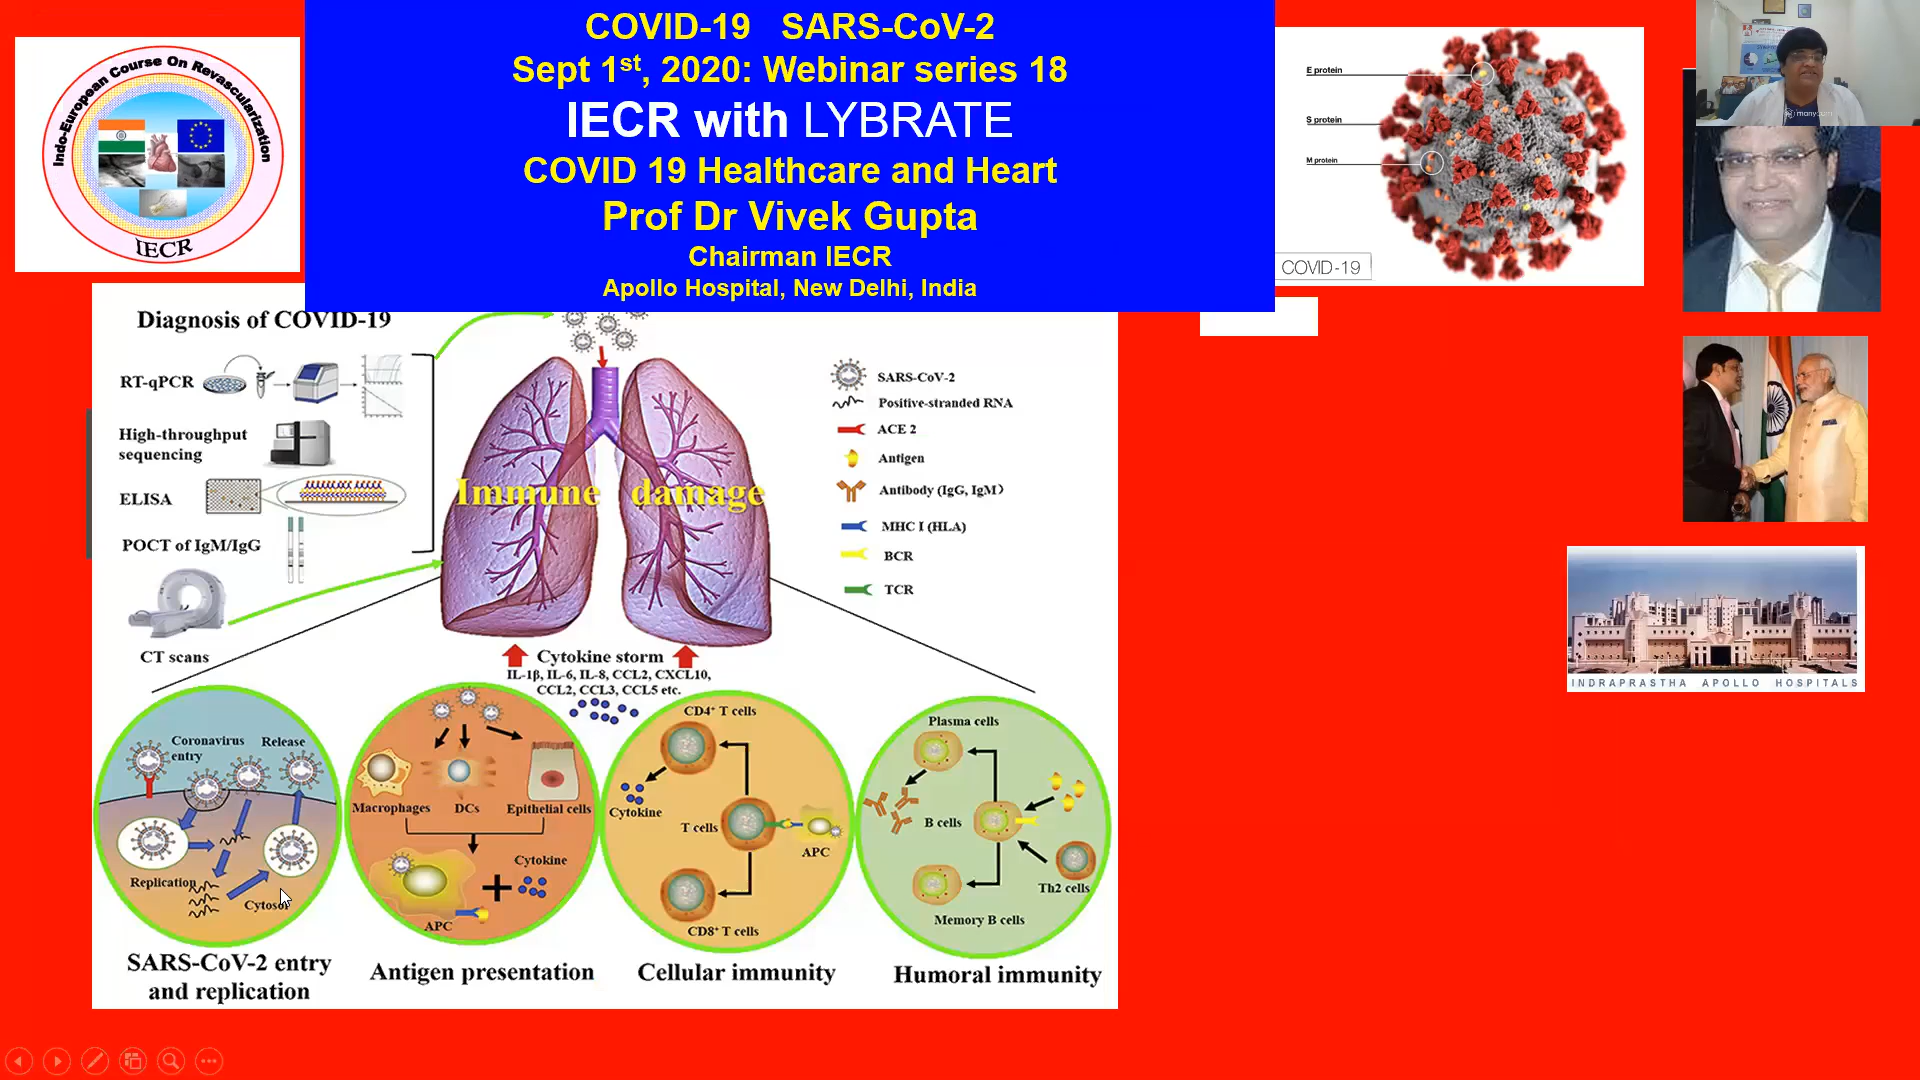 Indo-European Course On Revascularization
IECR
COVID-19 SARS-CoV-2
Sept 1st, 2020: Webinar series 18
IECR with LYBRATE
COVID 19 Healthcare and Heart
Prof Dr Vivek Gupta
Chairman IECR
Apollo Hospital, New Delhi, India
E protein
S protein
M protein
COVID-19
Diagnosis of COVID-19
RT-qPCR
High-throughput
sequencing
ELISA
POCT of IgM/IgG
CT scans
Immune damage
SARS-CoV-2
Positive-stranded RNA
ACE 2
Antigen
Antibody (IgG, IgM)
MHC I (HLA)
BCR
TCR
Cytokine storm
IL-1β, IL-6, IL-8, CCL2, CXCL10,
CCL2, CCL3, CCL5 etc.
Coronavirus
entry
Release
Replication
Cytosol
SARS-CoV-2 entry
and replication
Macrophages
DCs
Epithelial cells
Cytokine
APC
Antigen presentation
CD4+ T cells
Cytokine
T cells
APC
CD8+ T cells
Cellular immunity
Plasma cells
B cells
Th2 cells
Memory B cells
Humoral immunity
INDRAPRASTHA APOLLO HOSPITALS